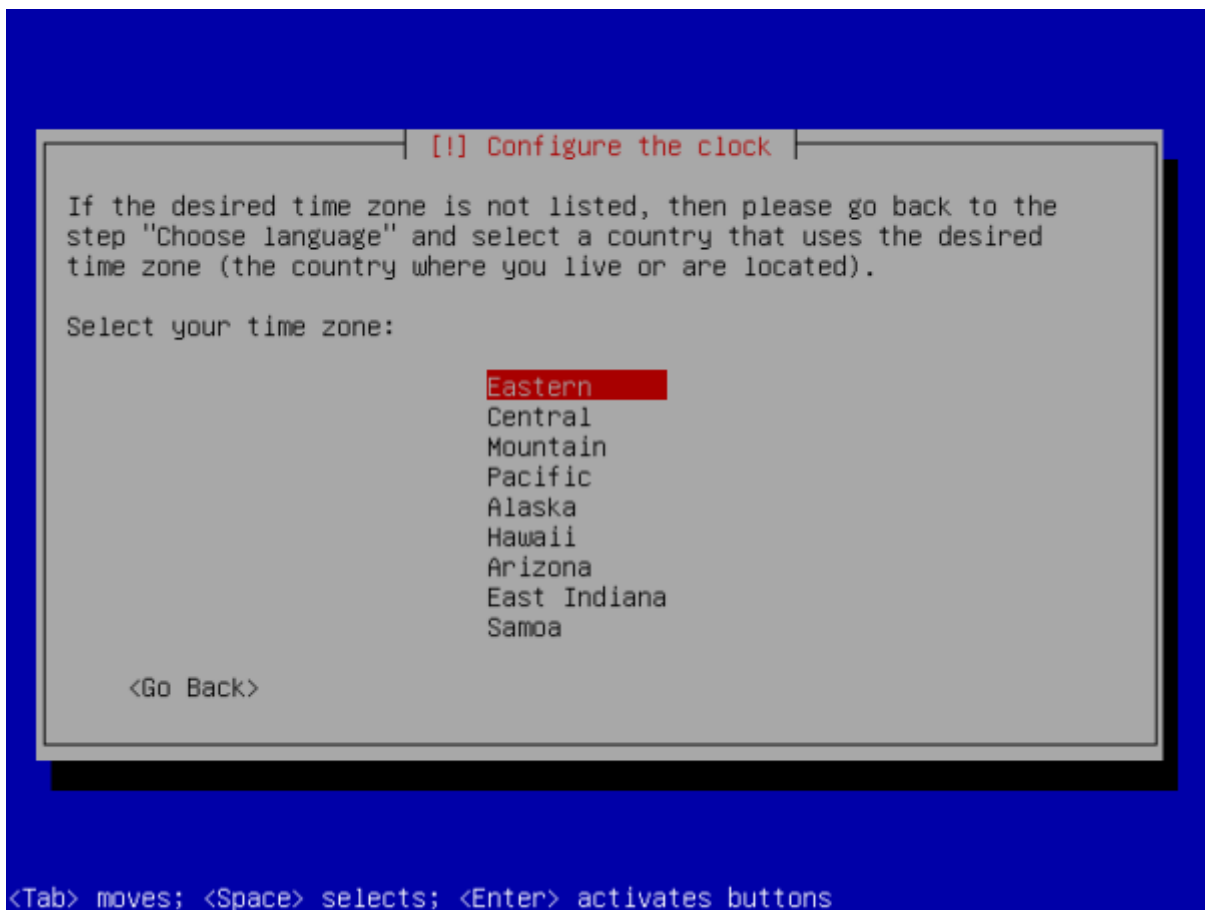 [!] Configure the clock
If the desired time zone is not listed, then please go back to the
step "Choose language" and select a country that uses the desired
time zone (the country where you live or are located).
Select your time zone:
Eastern
Central
Mountain
Pacific
Alaska
Hawaii
Arizona
East Indiana
Samoa
<Go Back>
<Tab> moves; <Space> selects; <Enter> activates buttons